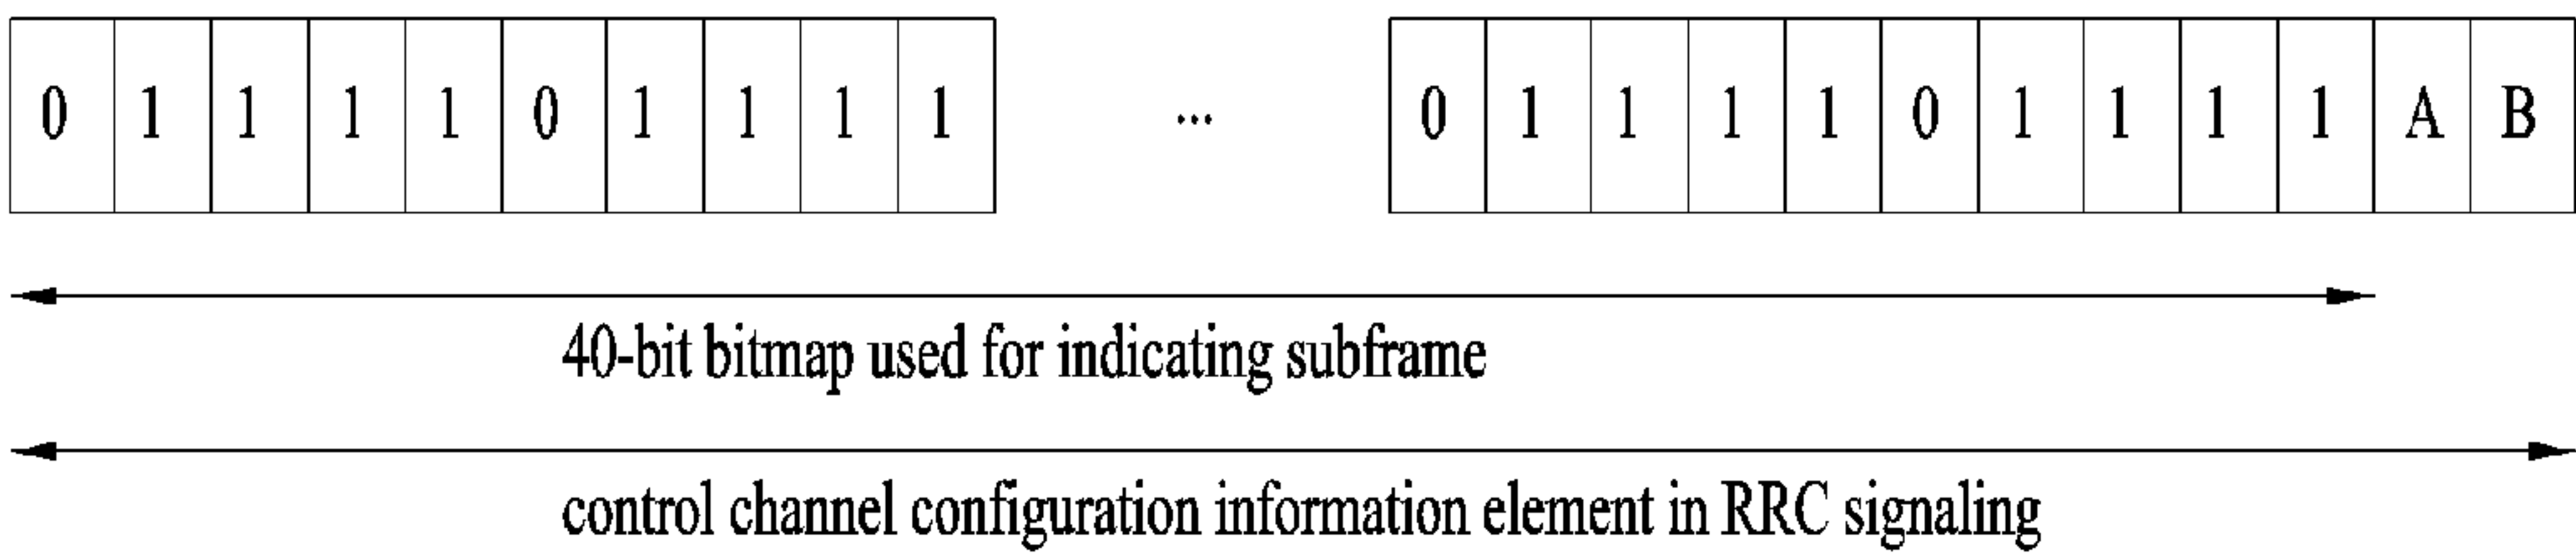 0 1 1 1 1 0 1 1 1 1 ... 0 1 1 1 1 0 1 1 1 1 A B
40-bit bitmap used for indicating subframe
control channel configuration information element in RRC signaling